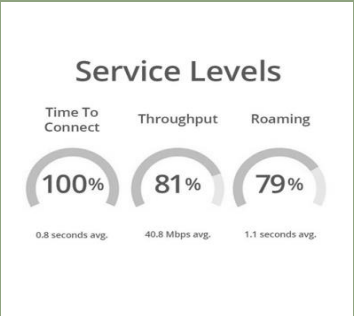 Service Levels
Time To
Connect
Throughput
Roaming
100%
81%
79%
0.8 seconds avg.
40.8 Mbps avg.
1.1 seconds avg.